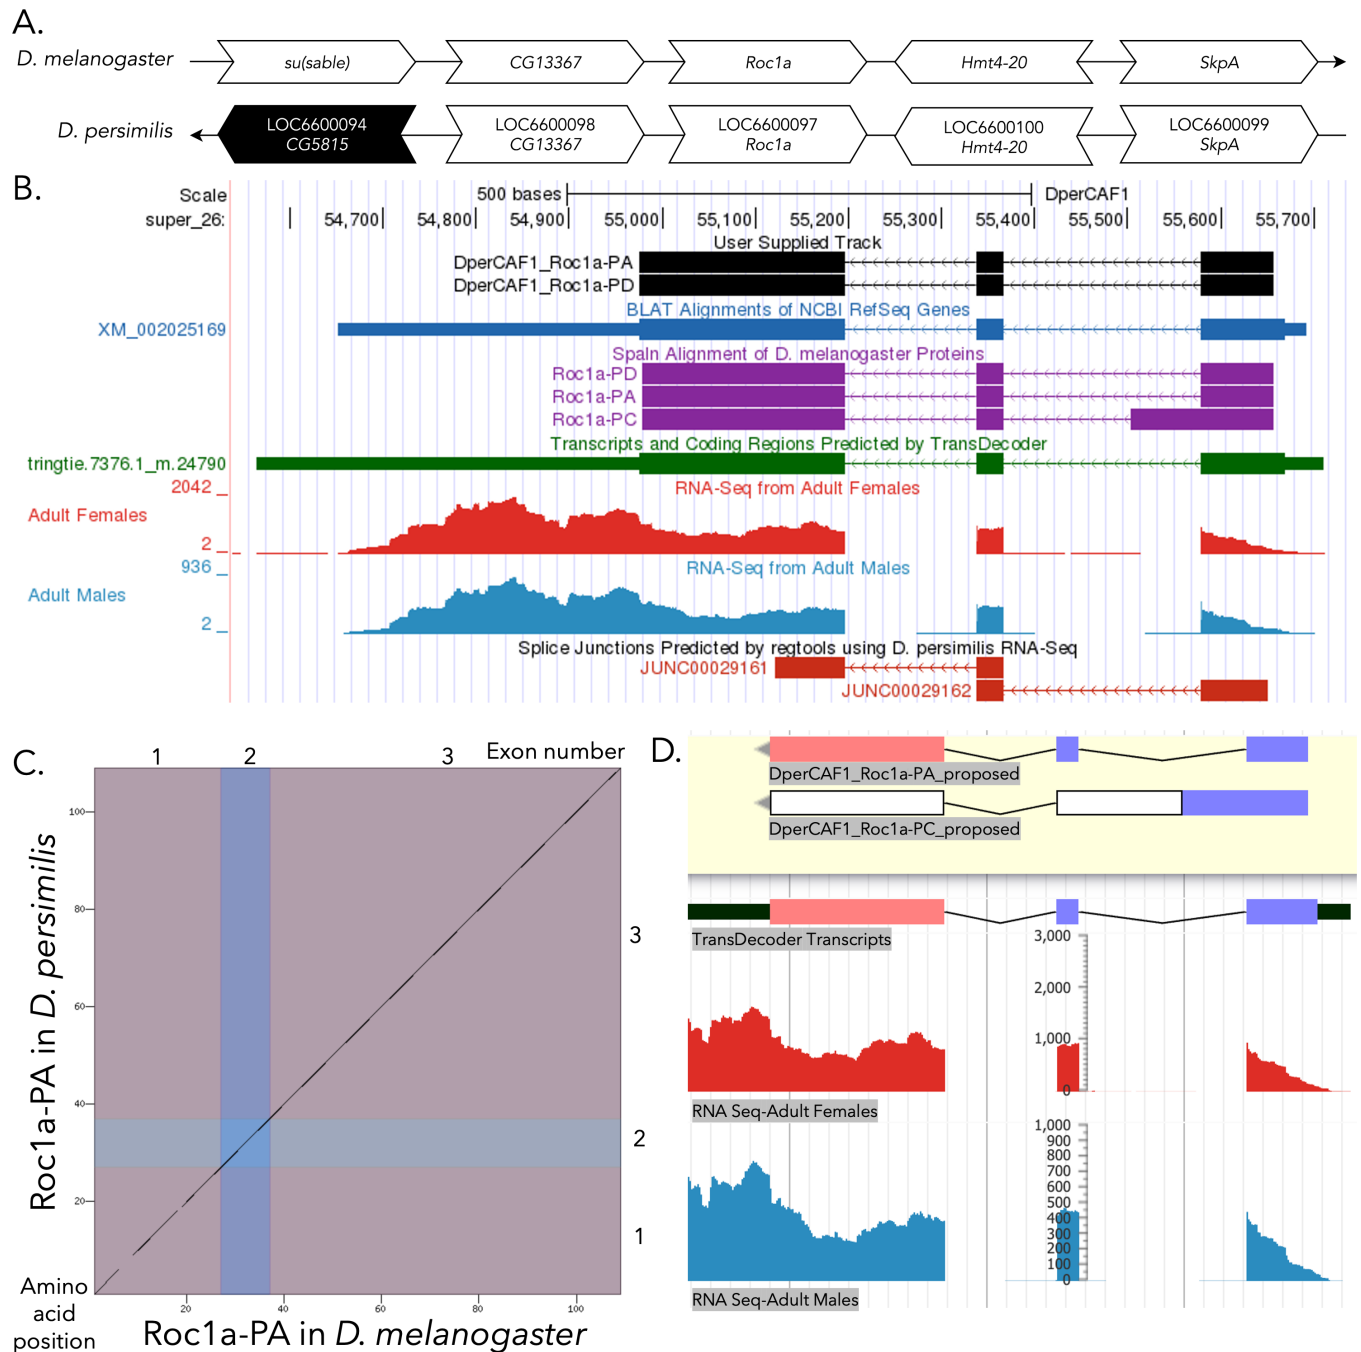 A.
D. melanogaster
su(sable)
CG13367
Roc1a
Hmt4-20
SkpA
D. persimilis
LOC6600094
CG5815
LOC6600098
CG13367
LOC6600097
Roc1a
LOC6600100
Hmt4-20
LOC6600099
SkpA
B.
Scale
500 bases
DperCAF1
super_26:
54,700
54,800
54,900
55,000
55,100
55,200
55,300
55,400
55,500
55,600
55,700
User Supplied Track
DperCAF1_Roc1a-PA
DperCAF1_Roc1a-PD
BLAT Alignments of NCBI RefSeq Genes
XM_002025169
Spaln Alignment of D. melanogaster Proteins
Roc1a-PD
Roc1a-PA
Roc1a-PC
Transcripts and Coding Regions Predicted by TransDecoder
tringtie.7376.1_m.24790
2042 _
RNA-Seq from Adult Females
Adult Females
2 _
936 _
RNA-Seq from Adult Males
Adult Males
2 _
Splice Junctions Predicted by regtools using D. persimilis RNA-Seq
JUNC00029161
JUNC00029162
C.
1
2
3
Exon number
100
80
60
40
20
3
2
1
Roc1a-PA in D. persimilis
Amino
acid
position
20
40
60
80
100
Roc1a-PA in D. melanogaster
D.
DperCAF1_Roc1a-PA_proposed
DperCAF1_Roc1a-PC_proposed
TransDecoder Transcripts
3,000
2,000
1,000
0
RNA Seq-Adult Females
1,000
900
800
700
600
500
400
300
200
100
0
RNA Seq-Adult Males